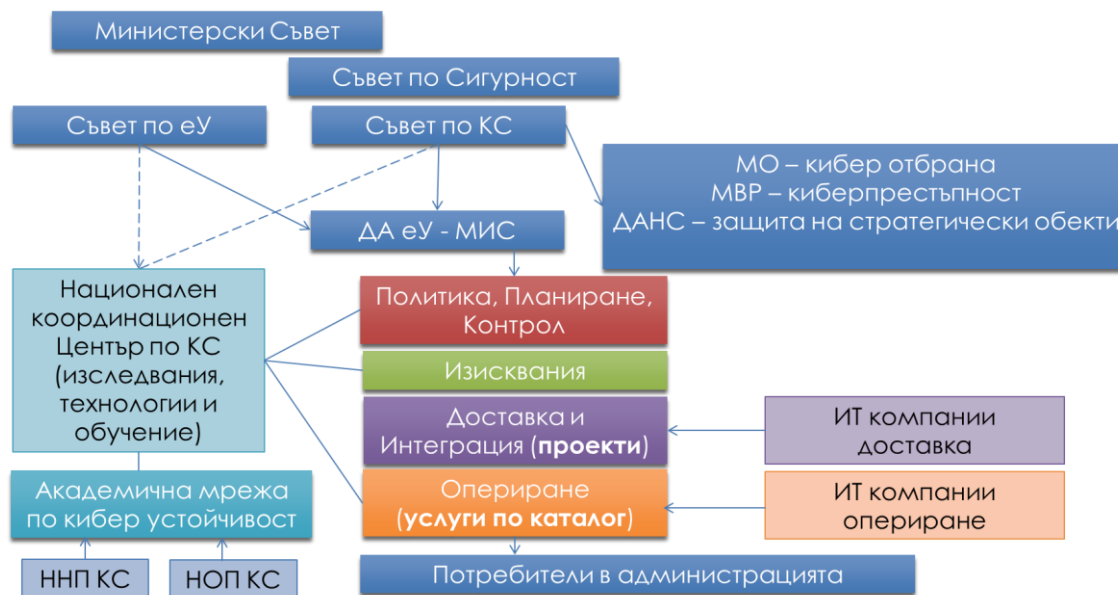 Министерски Съвет
Съвет по Сигурност
Съвет по еУ
Съвет по КС
МО – кибер отбрана
МВР – киберпрестъпност
ДАНС – защита на стратегически обекти
ДА еУ - МИС
Национален
координационен
Център по КС
(изследвания,
технологии и
обучение)
Политика, Планиране,
Контрол
Изисквания
Доставка и
Интеграция (проекти)
ИТ компании
доставка
Опериране
(услуги по каталог)
ИТ компании
опериране
Академична мрежа
по кибер устойчивост
ННП КС
НОП КС
Потребители в администрацията